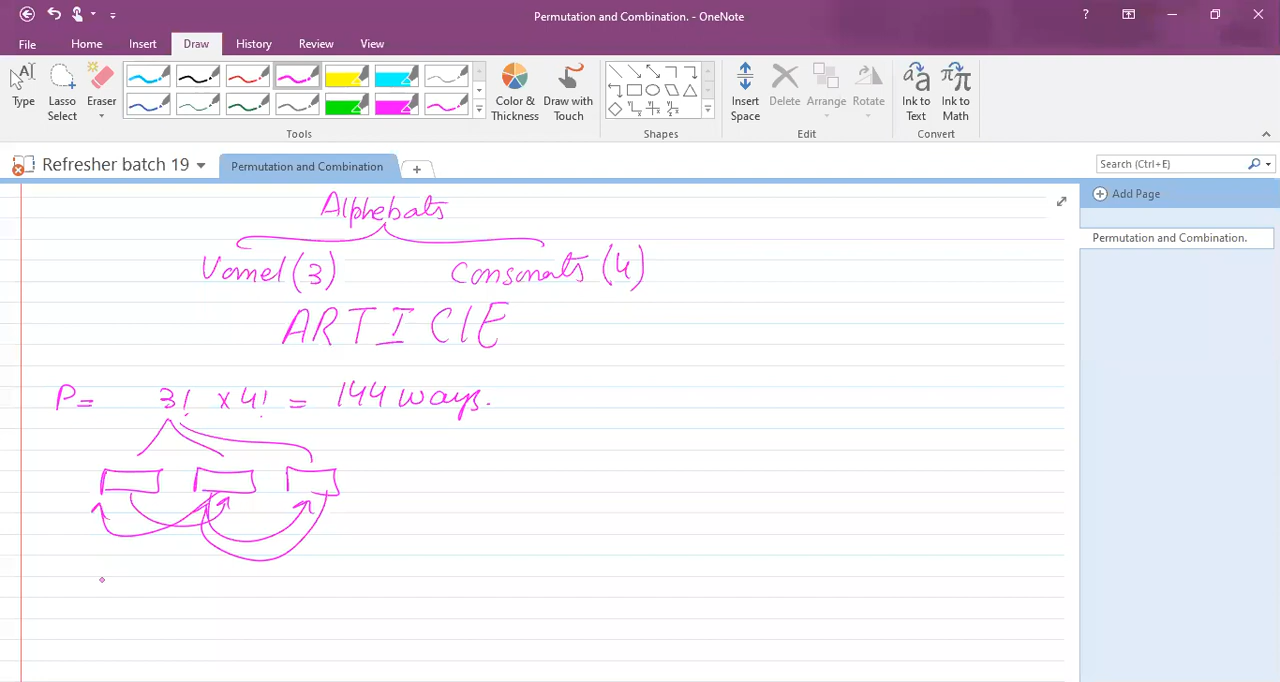 Permutation and Combination. - OneNote
?
File Home Insert Draw History Review View
Type Lasso Select Eraser Color & Thickness Draw with Touch Insert Space Delete Arrange Rotate Ink to Text Ink to Math
Tools Shapes Edit Convert
Refresher batch 19 Permutation and Combination + Search (Ctrl+E)
Add Page
Permutation and Combination.
Alphebats
Vowel (3) Consonats (4)
ARTIClE
P = 3! × 4! = 144 ways.